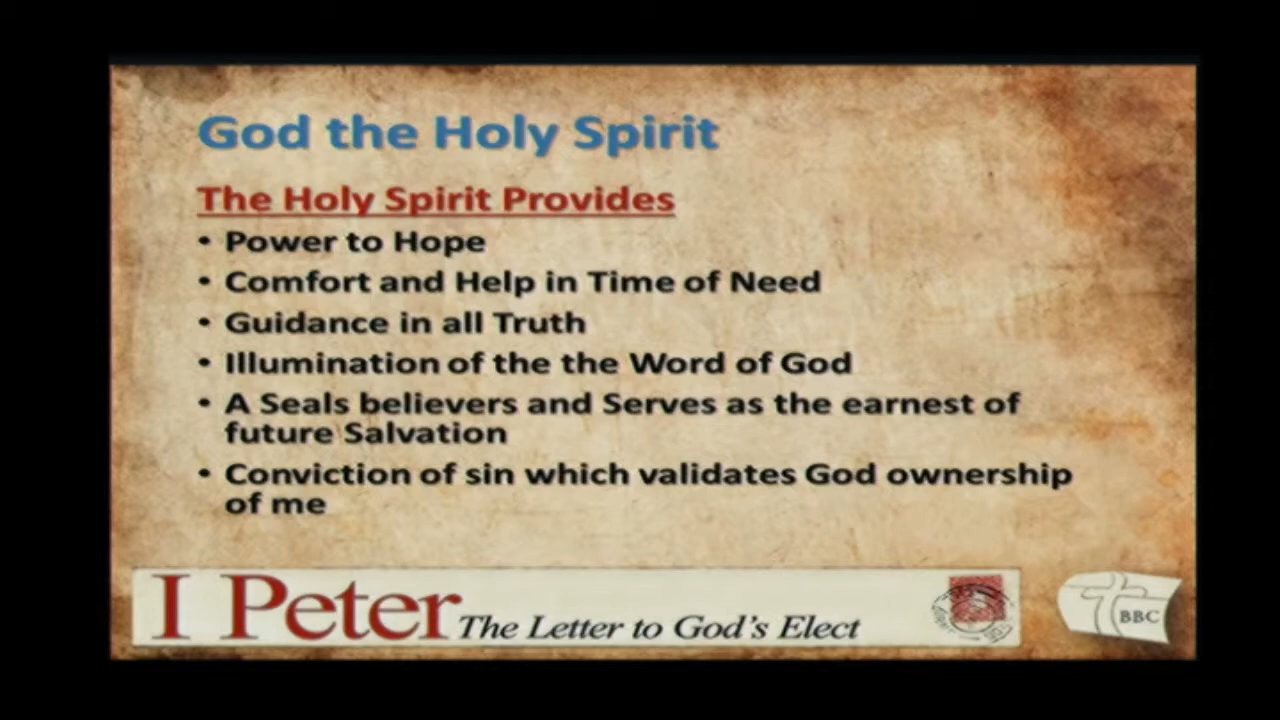 God the Holy Spirit
The Holy Spirit Provides
• Power to Hope
• Comfort and Help in Time of Need
• Guidance in all Truth
• Illumination of the the Word of God
• A Seals believers and Serves as the earnest of
future Salvation
• Conviction of sin which validates God ownership
of me
I Peter The Letter to God's Elect
BBC